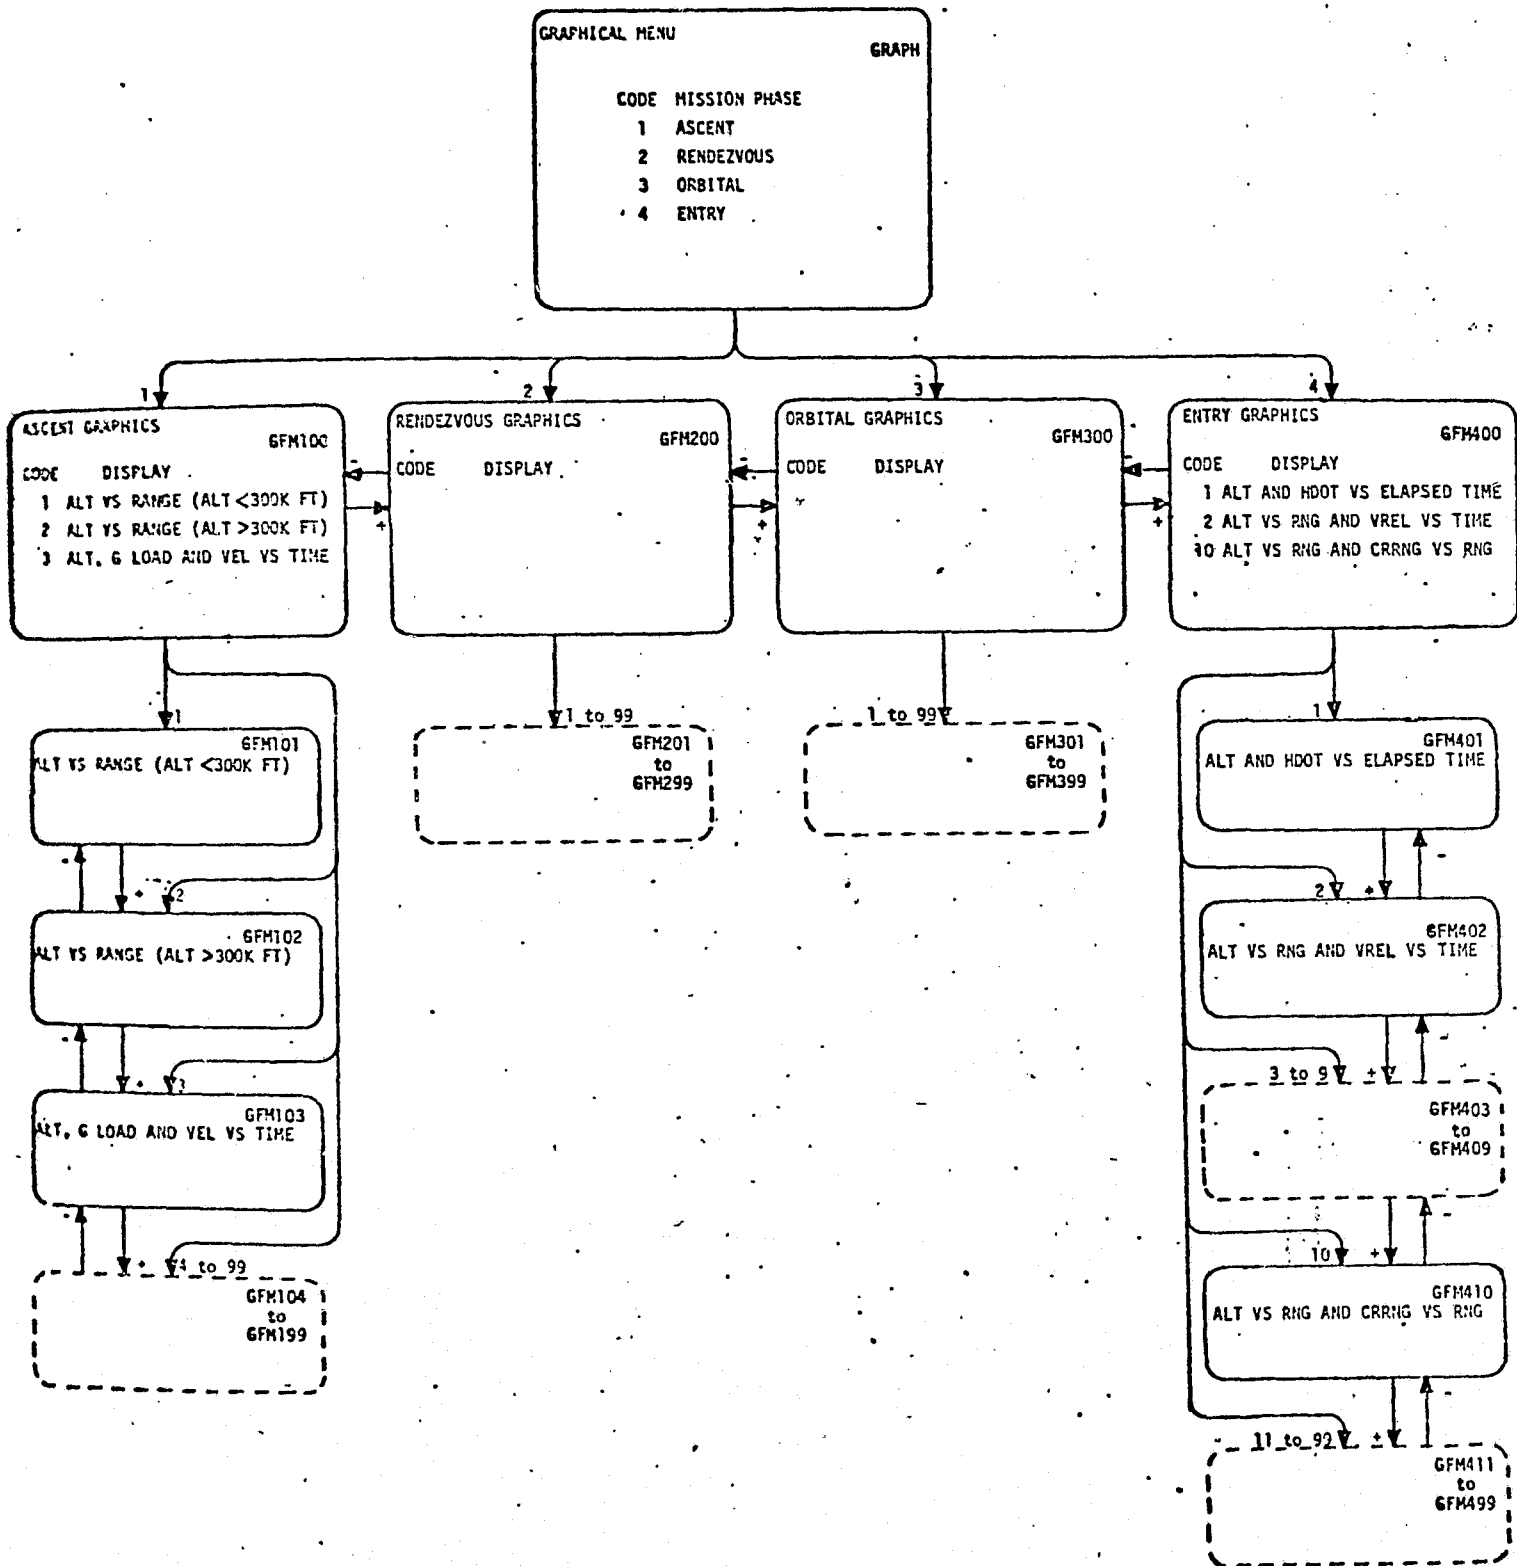 GRAPHICAL MENU
GRAPH
CODE MISSION PHASE
1 ASCENT
2 RENDEZVOUS
3 ORBITAL
4 ENTRY
1
2
3
4
ASCENT GRAPHICS
GFM100
CODE DISPLAY
1 ALT VS RANGE (ALT <300K FT)
2 ALT VS RANGE (ALT >300K FT)
3 ALT, G LOAD AND VEL VS TIME
-
+
RENDEZVOUS GRAPHICS
GFM200
CODE DISPLAY
-
+
ORBITAL GRAPHICS
GFM300
CODE DISPLAY
-
+
ENTRY GRAPHICS
GFM400
CODE DISPLAY
1 ALT AND HDOT VS ELAPSED TIME
2 ALT VS RNG AND VREL VS TIME
10 ALT VS RNG AND CRRNG VS RNG
1
GFM101
ALT VS RANGE (ALT <300K FT)
- + 2
GFM102
ALT VS RANGE (ALT >300K FT)
- + 3
GFM103
ALT, G LOAD AND VEL VS TIME
- + 4 to 99
GFM104
to
GFM199
1 to 99
GFM201
to
GFM299
1 to 99
GFM301
to
GFM399
1
GFM401
ALT AND HDOT VS ELAPSED TIME
2 + -
GFM402
ALT VS RNG AND VREL VS TIME
3 to 9 + -
GFM403
to
GFM409
10 + -
GFM410
ALT VS RNG AND CRRNG VS RNG
11 to 99 + -
GFM411
to
GFM499